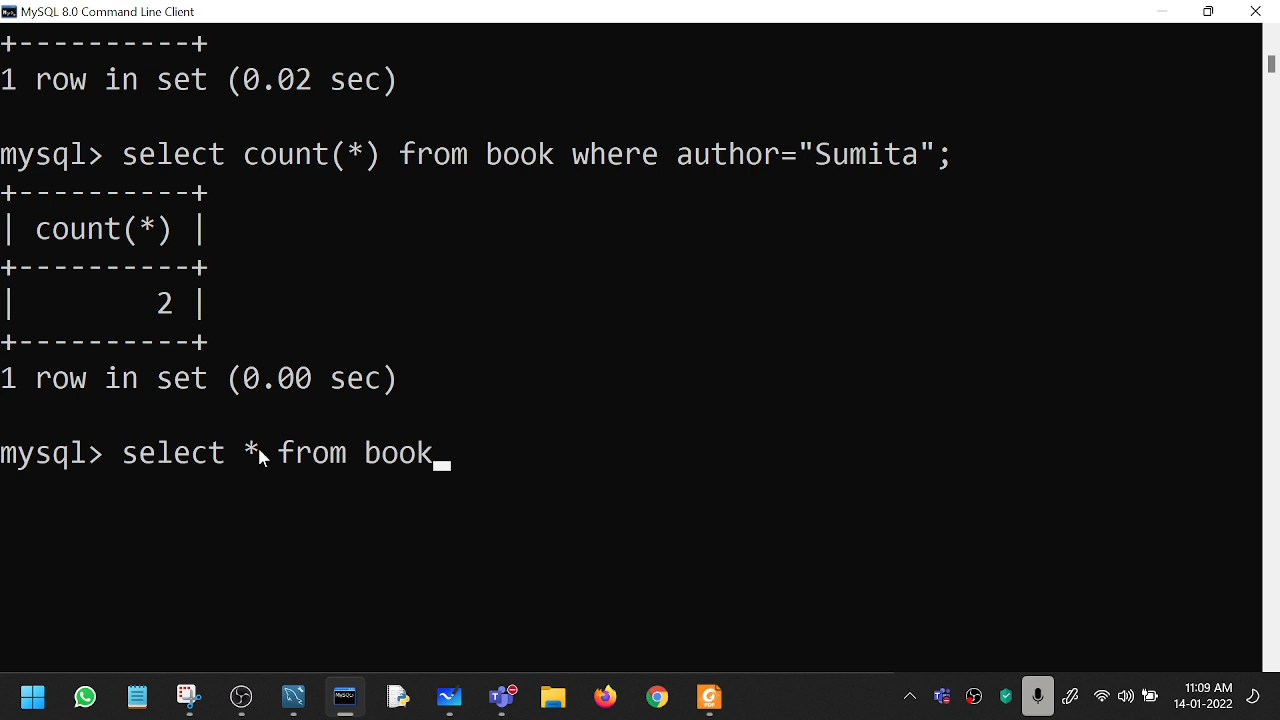 MySQL 8.0 Command Line Client
+----------+
1 row in set (0.02 sec)
mysql> select count(*) from book where author="Sumita";
+----------+
| count(*) |
+----------+
|        2 |
+----------+
1 row in set (0.00 sec)
mysql> select * from book_
11:09 AM
14-01-2022